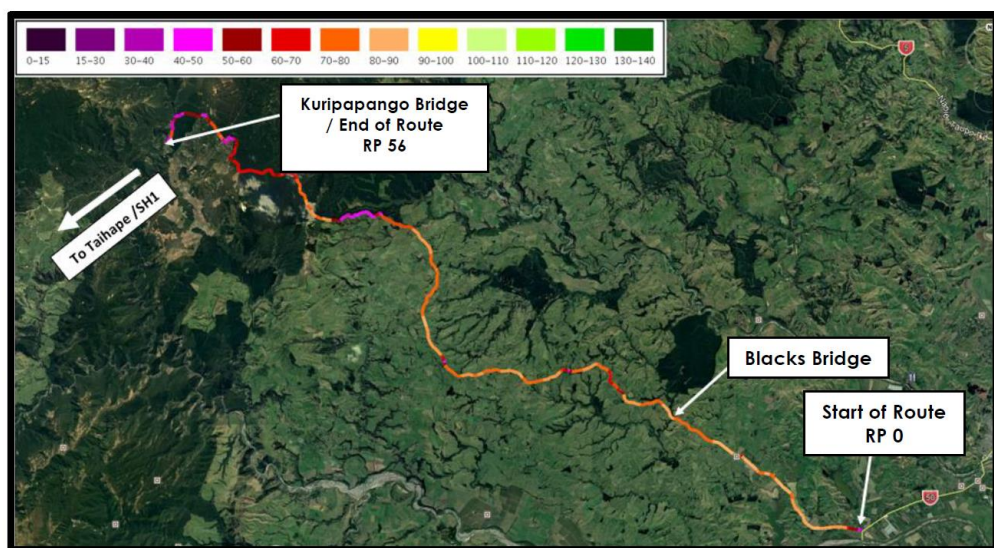 0-15 15-30 30-40 40-50 50-60 60-70 70-80 80-90 90-100 100-110 110-120 120-130 130-140
Kuripapango Bridge
/ End of Route
RP 56
To Taihape /SH1
Blacks Bridge
Start of Route
RP 0
50